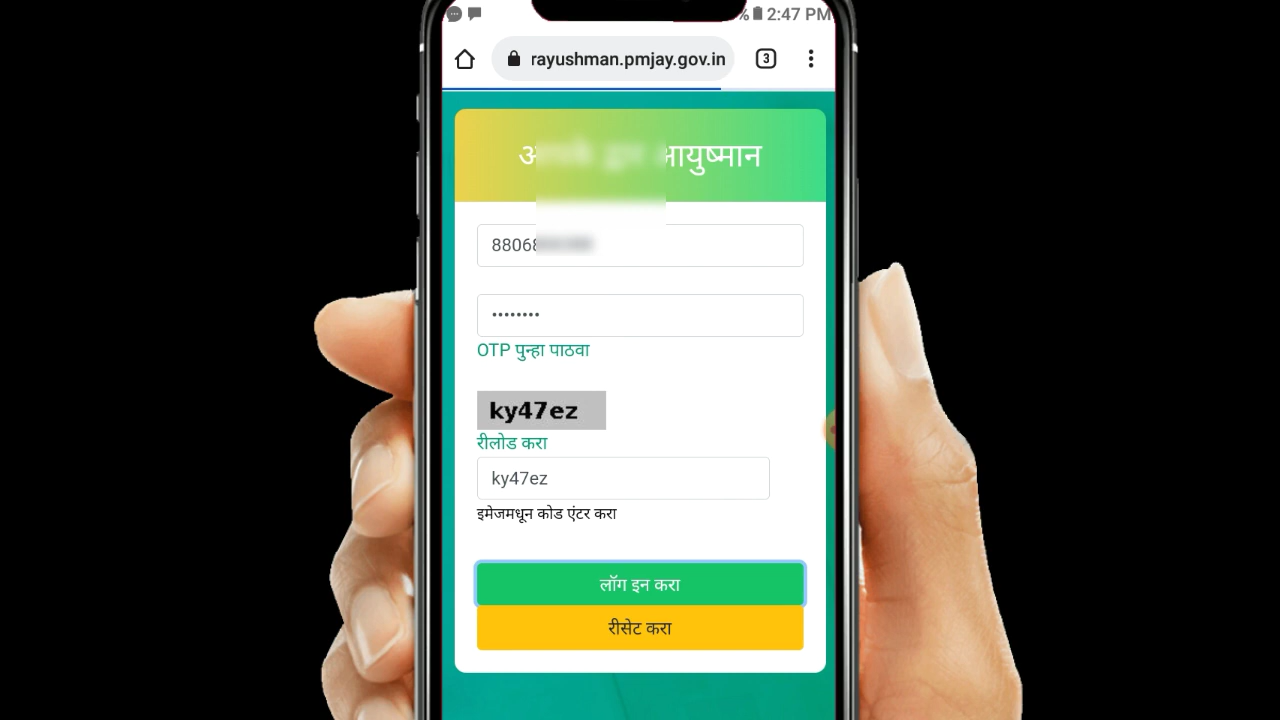 % 2:47 PM
rayushman.pmjay.gov.in
3
आयुष्मान
8806
••••••••
OTP पुन्हा पाठवा
ky47ez
रीलोड करा
ky47ez
इमेजमधून कोड एंटर करा
लॉग इन करा
रीसेट करा